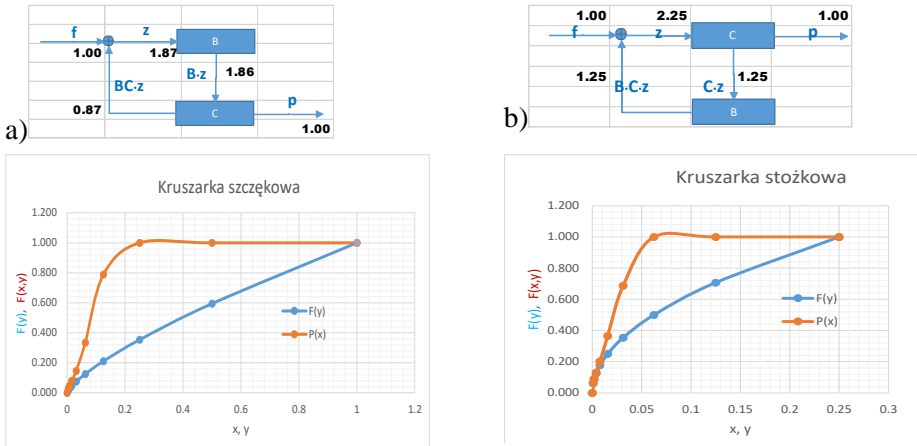 f z B
1.00 1.87
BC·z B·z 1.86
0.87 C p
1.00
a)
1.00 2.25 1.00
f z C p
1.25 B·C·z C·z 1.25
B
b)
Kruszarka szczękowa
F(y), F(x,y)
1.200
1.000
0.800
0.600
0.400
0.200
0.000
0 0.2 0.4 0.6 0.8 1 1.2
x, y
F(y)
P(x)
Kruszarka stożkowa
F(y), F(x,y)
1.200
1.000
0.800
0.600
0.400
0.200
0.000
0 0.05 0.1 0.15 0.2 0.25 0.3
x, y
F(y)
P(x)